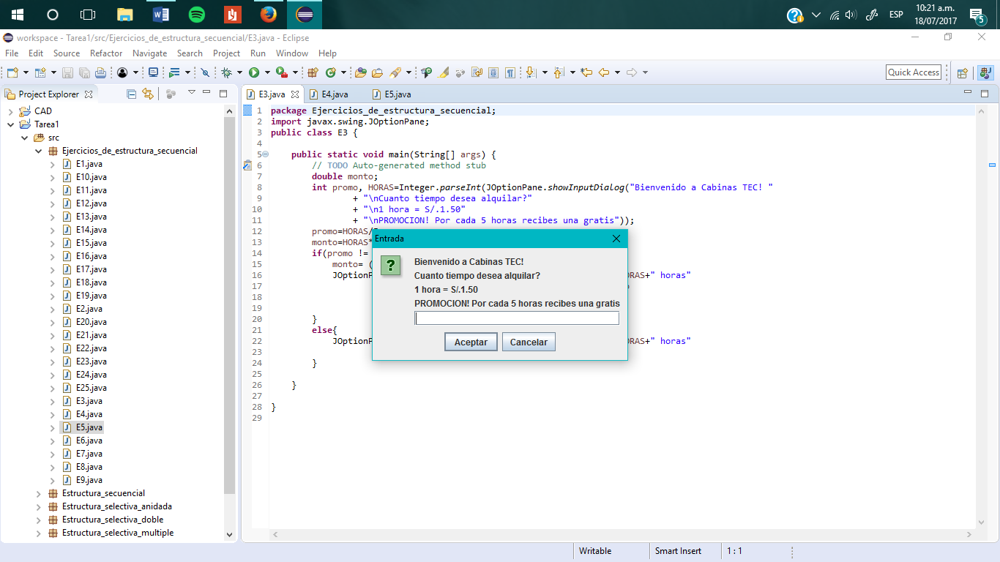 10:21 a.m.
ESP
18/07/2017
5
workspace - Tarea1/src/Ejercicios_de_estructura_secuencial/E3.java - Eclipse
File Edit Source Refactor Navigate Search Project Run Window Help
Quick Access
Project Explorer
CAD
Tarea1
src
Ejercicios_de_estructura_secuencial
E1.java
E10.java
E11.java
E12.java
E13.java
E14.java
E15.java
E16.java
E17.java
E18.java
E19.java
E2.java
E20.java
E21.java
E22.java
E23.java
E24.java
E25.java
E3.java
E4.java
E5.java
E6.java
E7.java
E8.java
E9.java
Estructura_secuencial
Estructura_selectiva_anidada
Estructura_selectiva_doble
Estructura_selectiva_multiple
E3.java E4.java E5.java
1 package Ejercicios_de_estructura_secuencial;
2 import javax.swing.JOptionPane;
3 public class E3 {
4
5 public static void main(String[] args) {
6 // TODO Auto-generated method stub
7 double monto;
8 int promo, HORAS=Integer.parseInt(JOptionPane.showInputDialog("Bienvenido a Cabinas TEC! "
9 + "\nCuanto tiempo desea alquilar?"
10 + "\n1 hora = S/.1.50"
11 + "\nPROMOCION! Por cada 5 horas recibes una gratis"));
12 promo=HORAS/
13 monto=HORAS*
14 if(promo !=
15 monto= (
16 JOptionP ORAS+" horas"
17
18
19
20 }
21 else{
22 JOptionP ORAS+" horas"
23
24 }
25
26 }
27
28 }
29
Entrada
Bienvenido a Cabinas TEC!
Cuanto tiempo desea alquilar?
1 hora = S/.1.50
PROMOCION! Por cada 5 horas recibes una gratis
Aceptar Cancelar
Writable Smart Insert 1 : 1